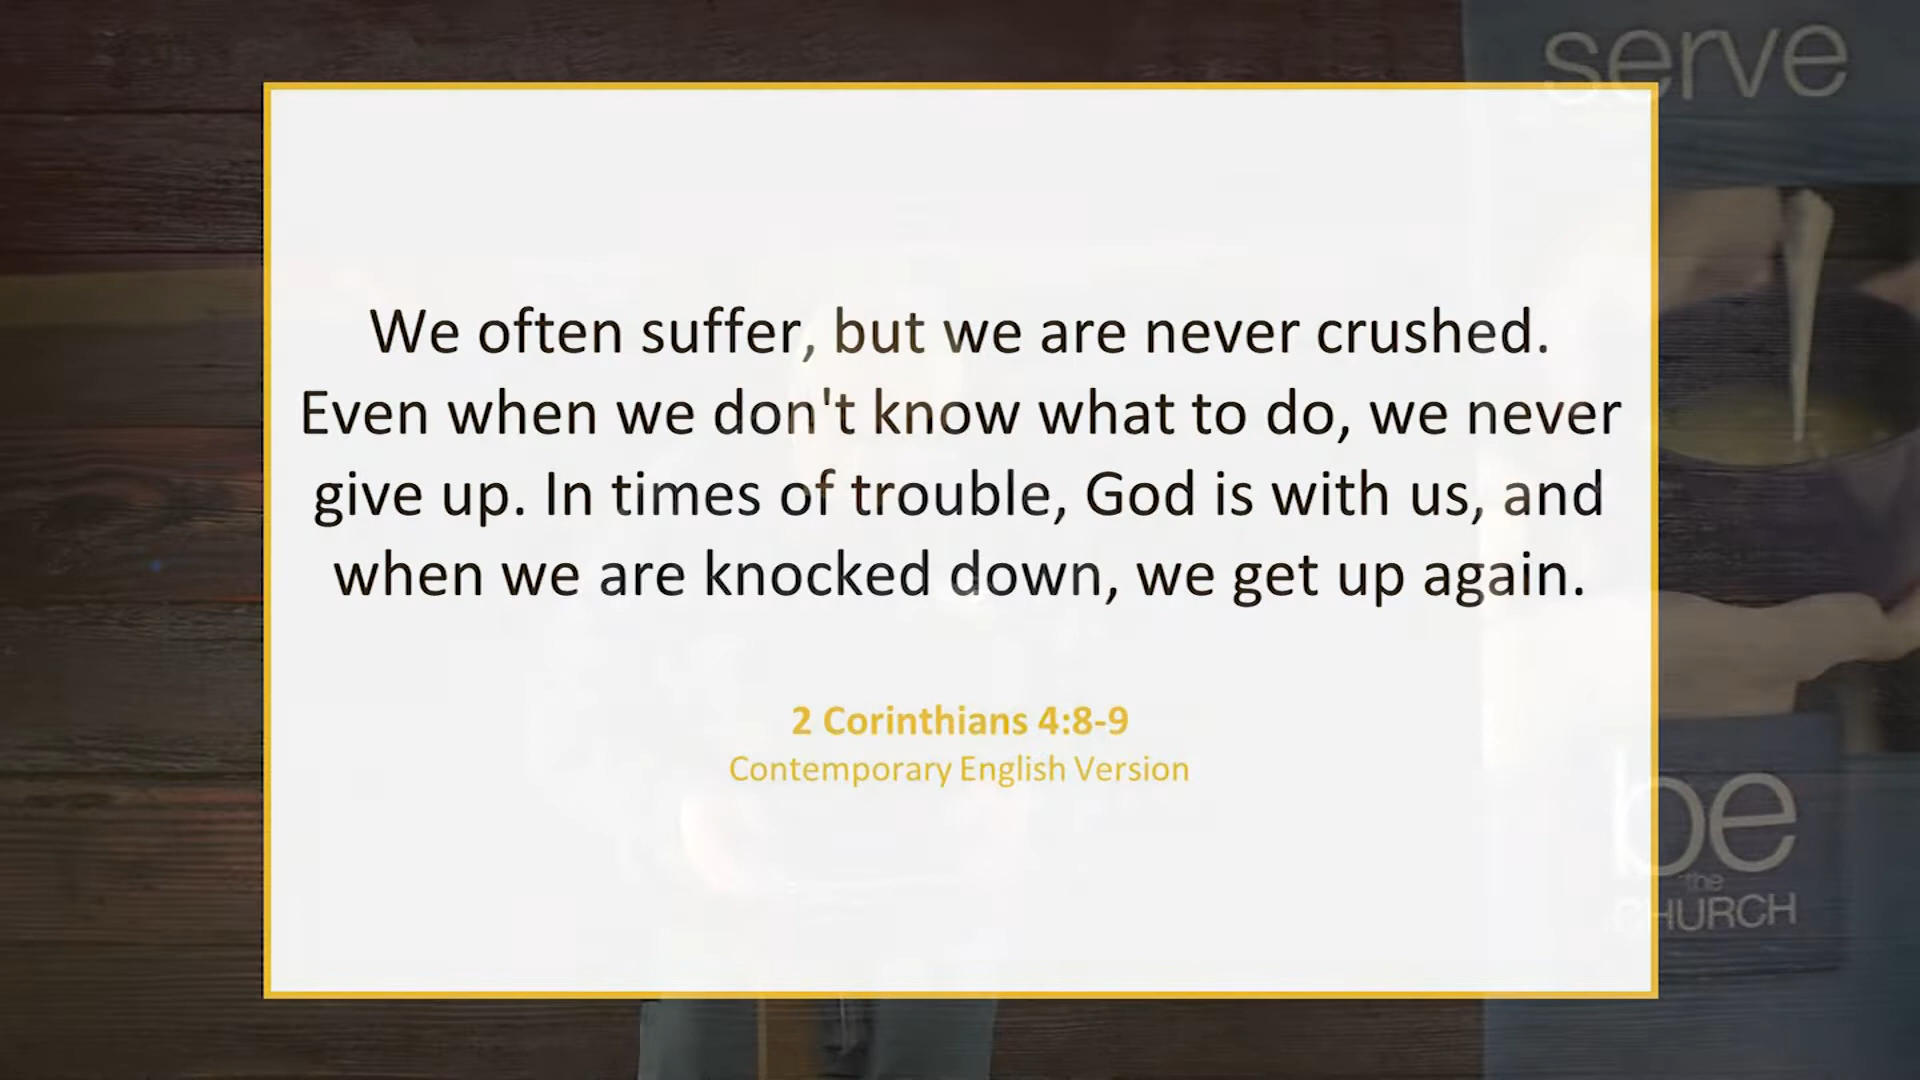 serve
We often suffer, but we are never crushed.
Even when we don't know what to do, we never
give up. In times of trouble, God is with us, and
when we are knocked down, we get up again.
2 Corinthians 4:8-9
Contemporary English Version
be
the
CHURCH